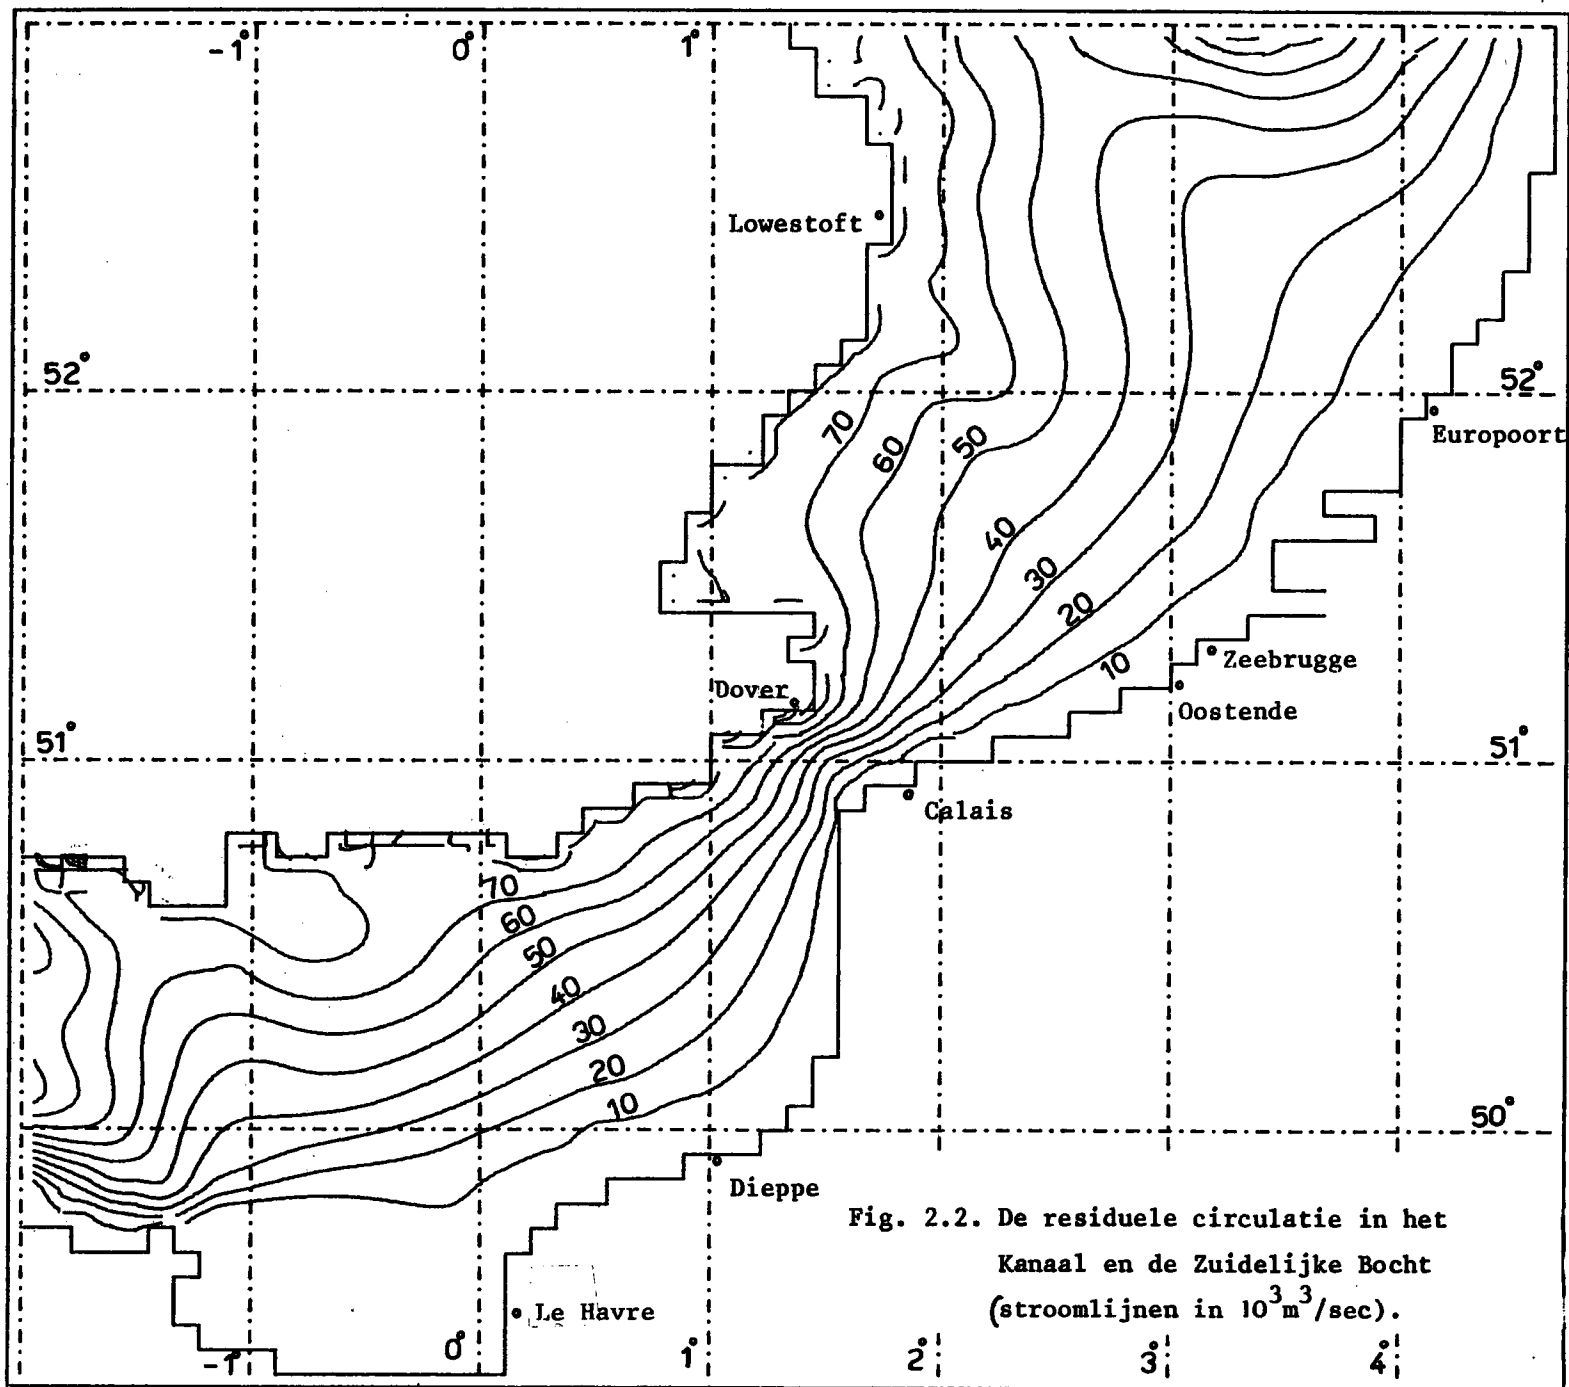 -1° 0° 1°
Lowestoft
52° 52°
Europoort
70 60 50 40 30 20 10
Zeebrugge
Dover
Oostende
51° 51°
Calais
70
60
50
40
30
20
10
50°
Dieppe
Fig. 2.2. De residuele circulatie in het
Kanaal en de Zuidelijke Bocht
(stroomlijnen in 10³m³/sec).
Le Havre
-1° 0° 1° 2° 3° 4°